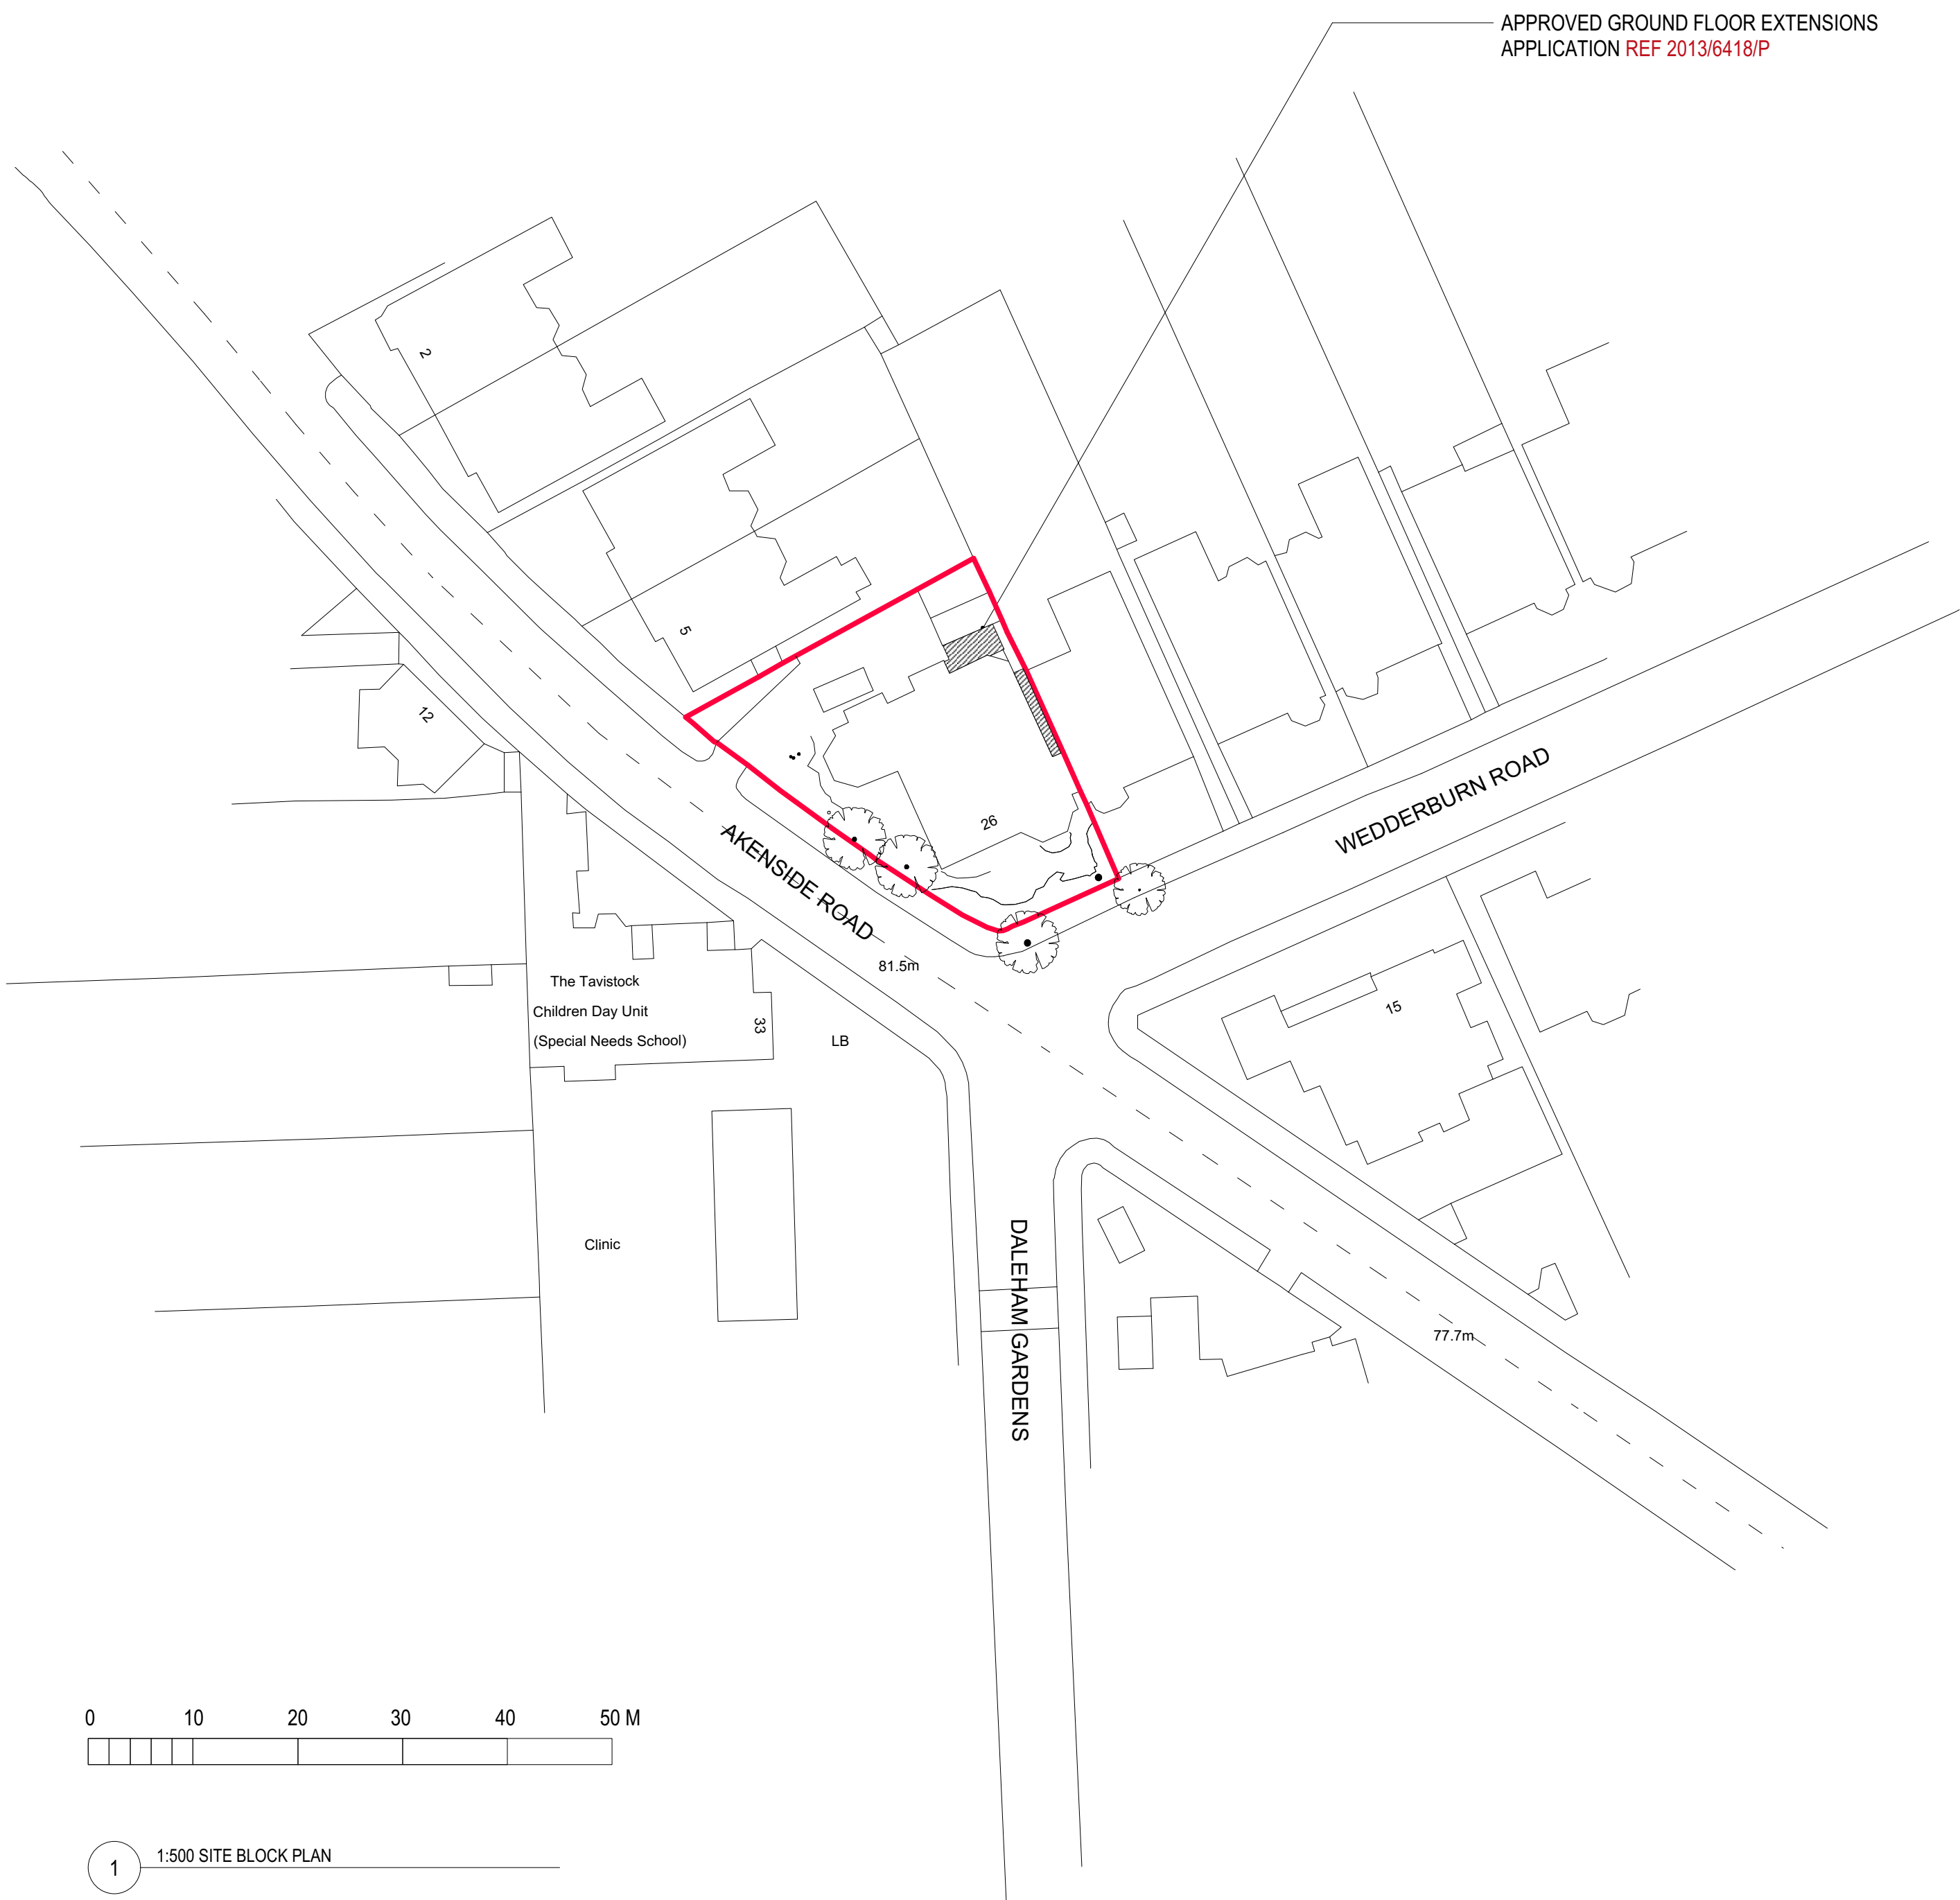 APPROVED GROUND FLOOR EXTENSIONS
APPLICATION REF 2013/6418/P
2
5
12
26
WEDDERBURN ROAD
AKENSIDE ROAD
81.5m
The Tavistock
Children Day Unit
(Special Needs School)
33
LB
15
Clinic
DALEHAM GARDENS
77.7m
0 10 20 30 40 50 M
1 1:500 SITE BLOCK PLAN